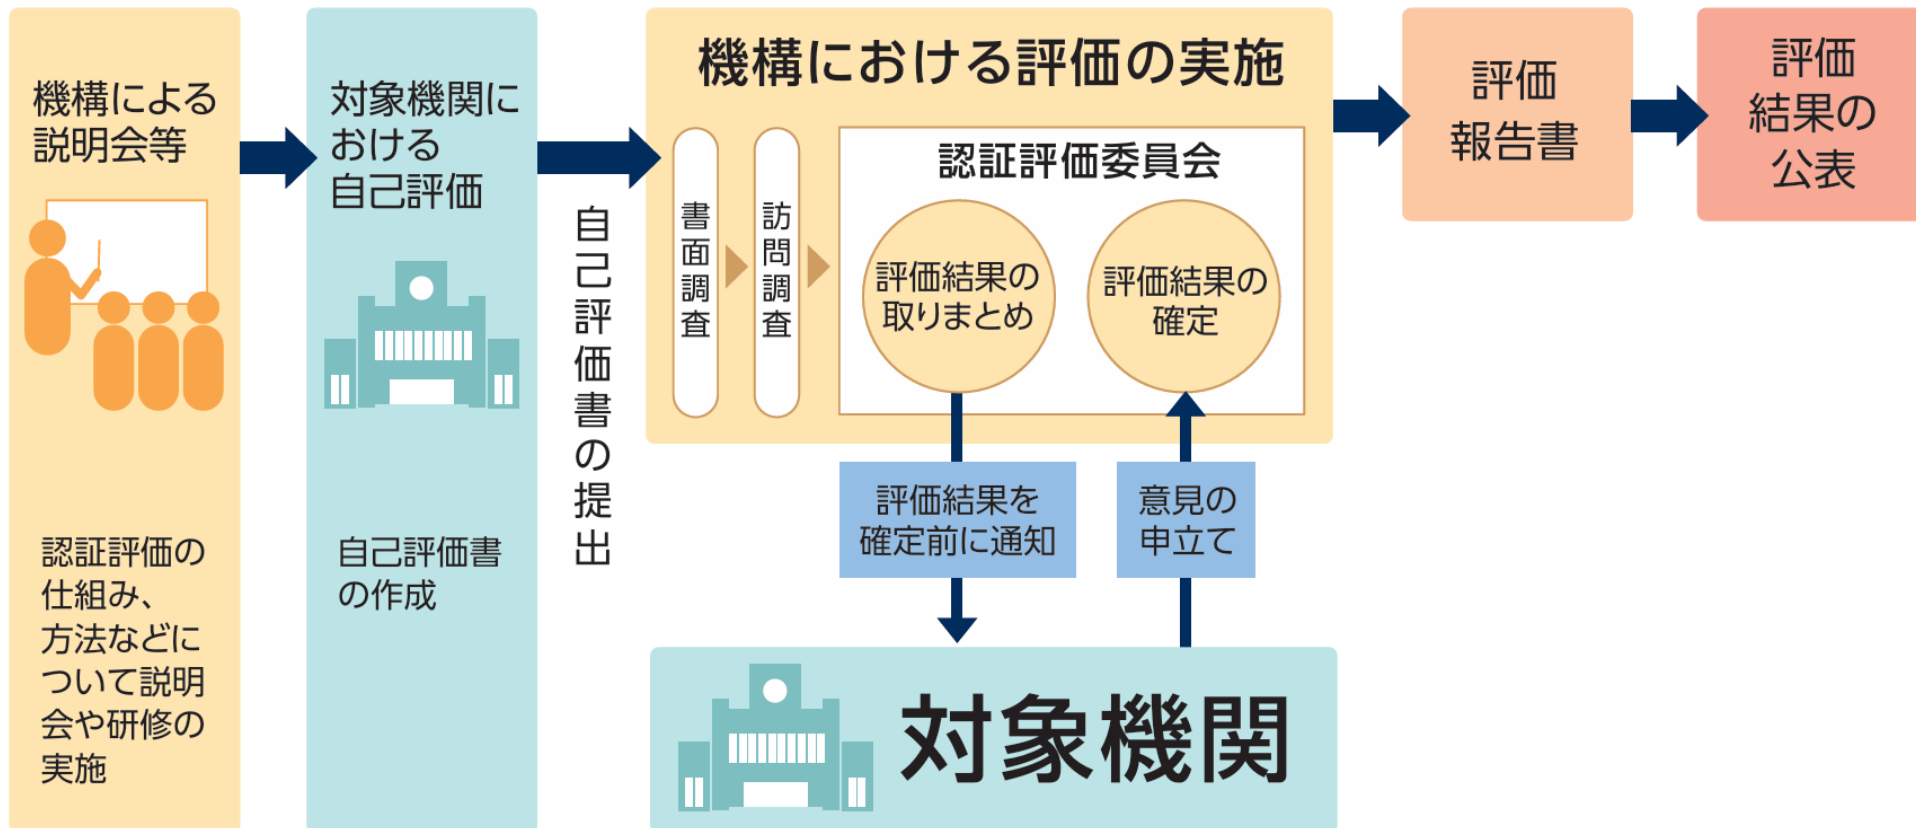 機構による
説明会等
認証評価の
仕組み、
方法などに
ついて説明
会や研修の
実施
対象機関に
おける
自己評価
自己評価書
の作成
自己評価書の提出
機構における評価の実施
書面調査
訪問調査
認証評価委員会
評価結果の
取りまとめ
評価結果の
確定
評価結果を
確定前に通知
意見の
申立て
対象機関
評価
報告書
評価
結果の
公表